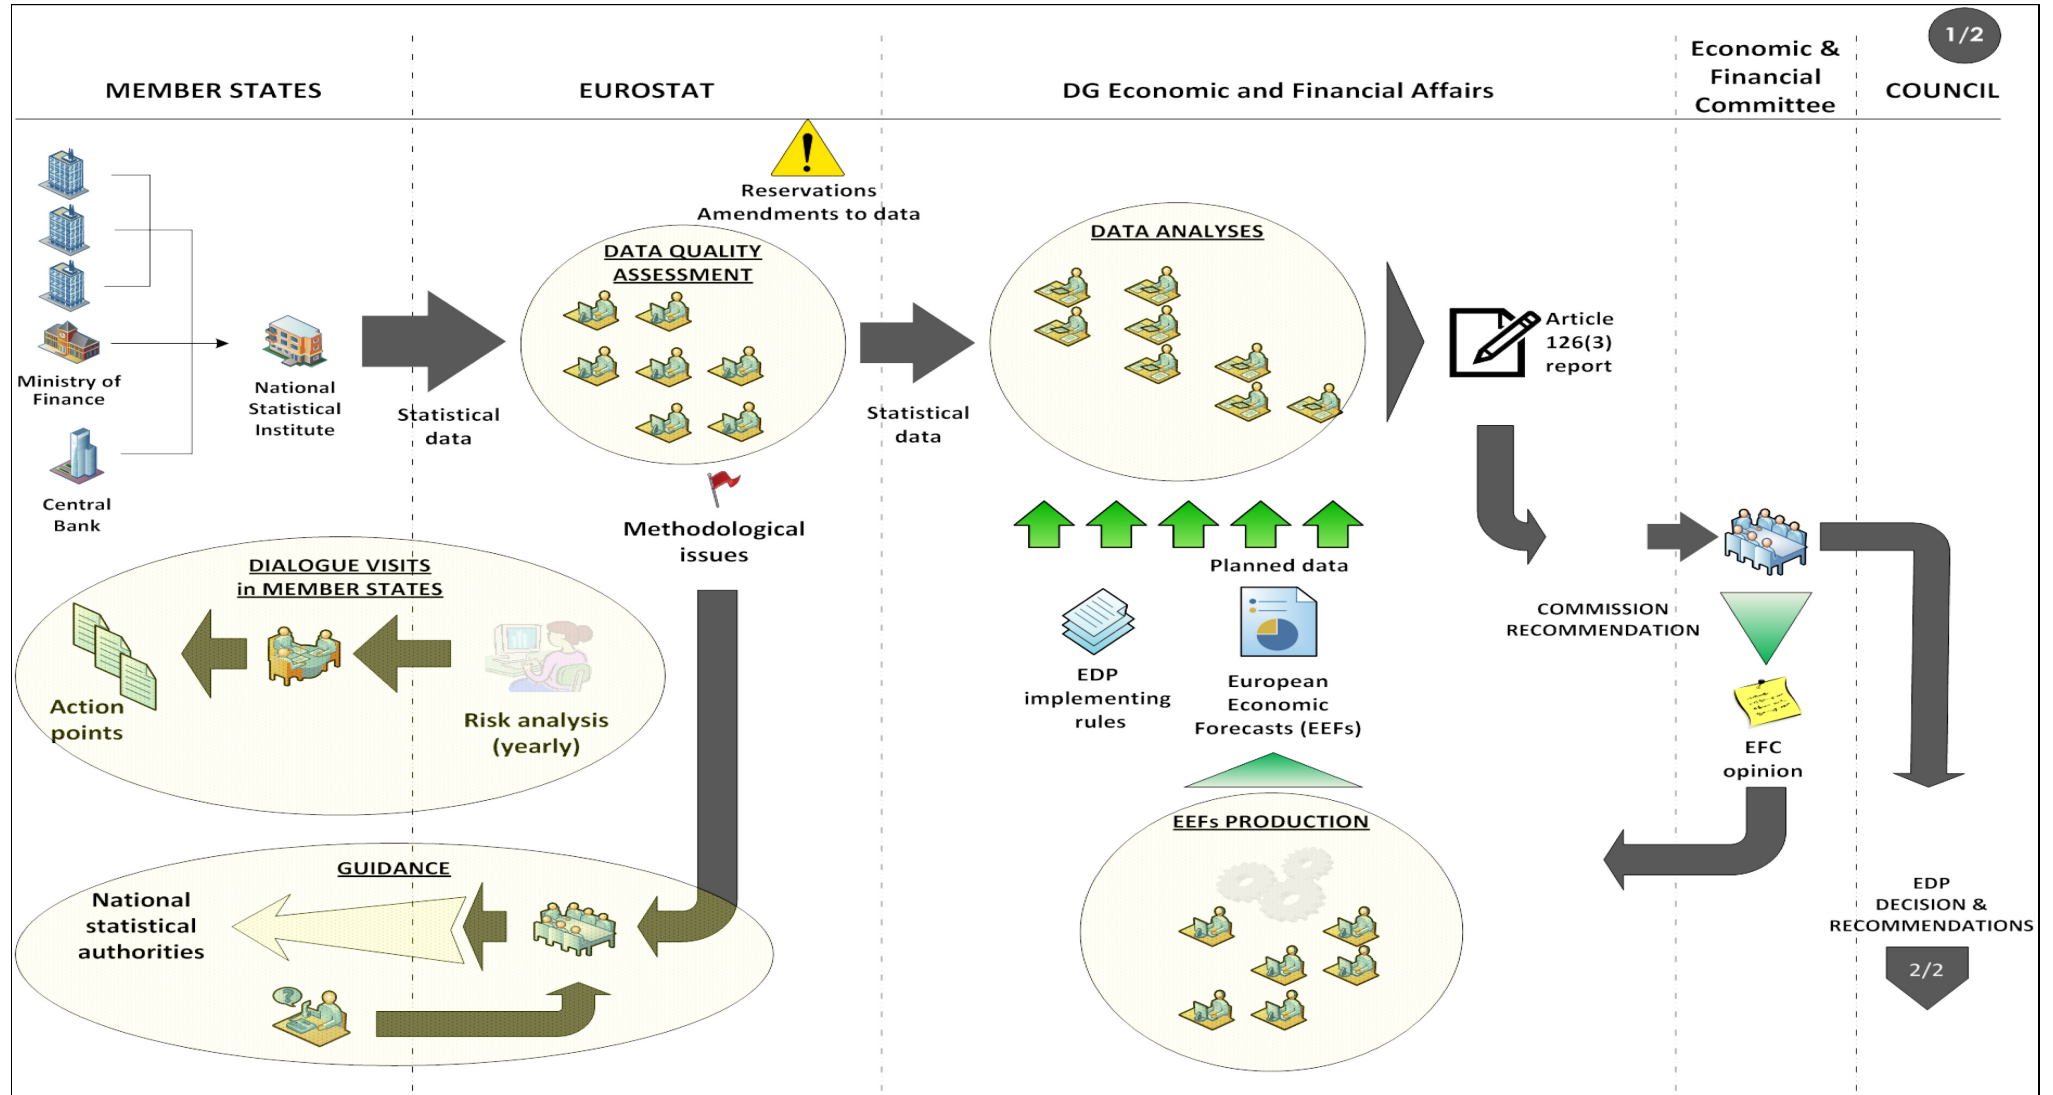 1/2
MEMBER STATES
EUROSTAT
DG Economic and Financial Affairs
Economic &
Financial
Committee
COUNCIL
Reservations
Amendments to data
DATA QUALITY
ASSESSMENT
DATA ANALYSES
Ministry of
Finance
National
Statistical
Institute
Central
Bank
Statistical
data
Statistical
data
Article
126(3)
report
Methodological
issues
Planned data
DIALOGUE VISITS
in MEMBER STATES
Action
points
Risk analysis
(yearly)
EDP
implementing
rules
European
Economic
Forecasts (EEFs)
COMMISSION
RECOMMENDATION
EFC
opinion
EEFs PRODUCTION
GUIDANCE
National
statistical
authorities
EDP
DECISION &
RECOMMENDATIONS
2/2